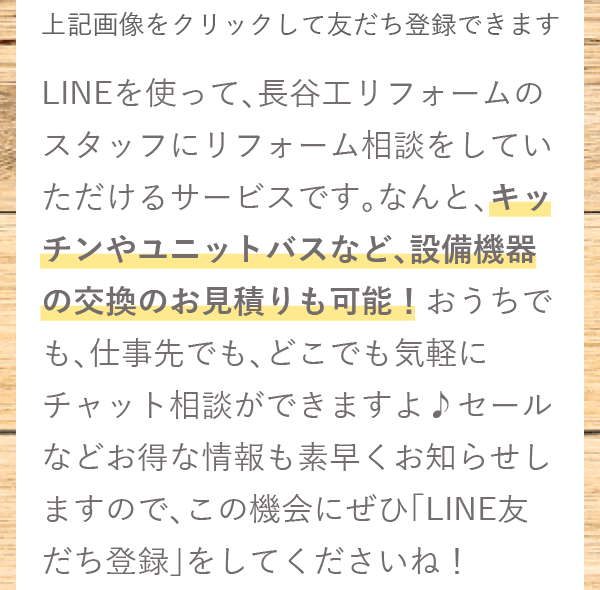 上記画像をクリックして友だち登録できます
LINEを使って、長谷工リフォームの
スタッフにリフォーム相談をしてい
ただけるサービスです。なんと、キッ
チンやユニットバスなど、設備機器
の交換のお見積りも可能！おうちで
も、仕事先でも、どこでも気軽に
チャット相談ができますよ♪セール
などお得な情報も素早くお知らせし
ますので、この機会にぜひ「LINE友
だち登録」をしてくださいね！